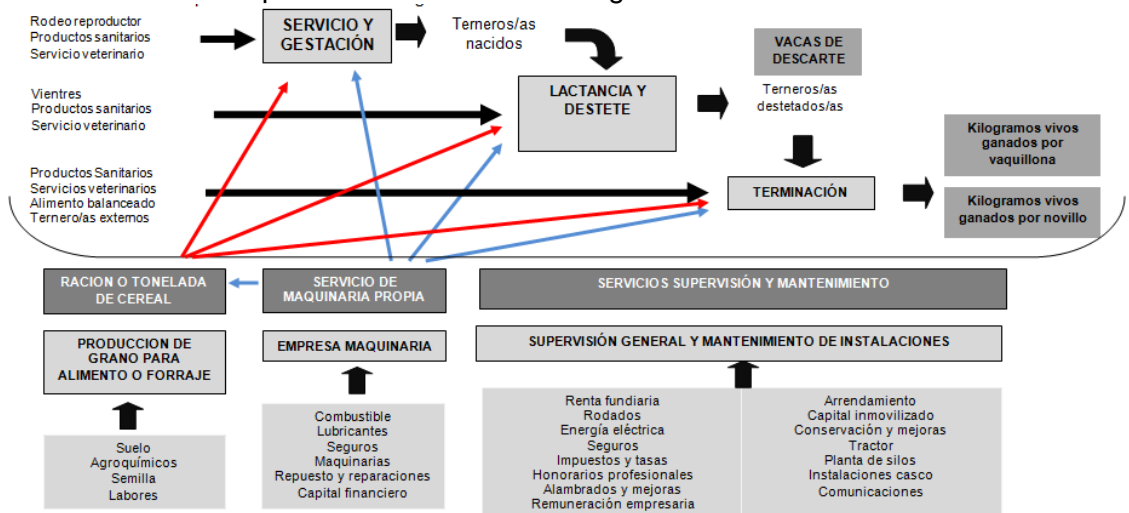 Rodeo reproductor
Productos sanitarios
Servicio veterinario
SERVICIO Y
GESTACIÓN
Terneros/as
nacidos
VACAS DE
DESCARTE
Vientres
Productos sanitarios
Servicio veterinario
LACTANCIA Y
DESTETE
Terneros/as
destetados/as
Kilogramos vivos
ganados por
vaquillona
Productos Sanitarios
Servicios veterinarios
Alimento balanceado
Ternero/as externos
TERMINACIÓN
Kilogramos vivos
ganados por novillo
RACION O TONELADA
DE CEREAL
SERVICIO DE
MAQUINARIA PROPIA
SERVICIOS SUPERVISIÓN Y MANTENIMIENTO
PRODUCCION DE
GRANO PARA
ALIMENTO O FORRAJE
EMPRESA MAQUINARIA
SUPERVISIÓN GENERAL Y MANTENIMIENTO DE INSTALACIONES
Suelo
Agroquímicos
Semilla
Labores
Combustible
Lubricantes
Seguros
Maquinarias
Repuesto y reparaciones
Capital financiero
Renta fundiaria
Rodados
Energía eléctrica
Seguros
Impuestos y tasas
Honorarios profesionales
Alambrados y mejoras
Remuneración empresaria
Arrendamiento
Capital inmovilizado
Conservación y mejoras
Tractor
Planta de silos
Instalaciones casco
Comunicaciones